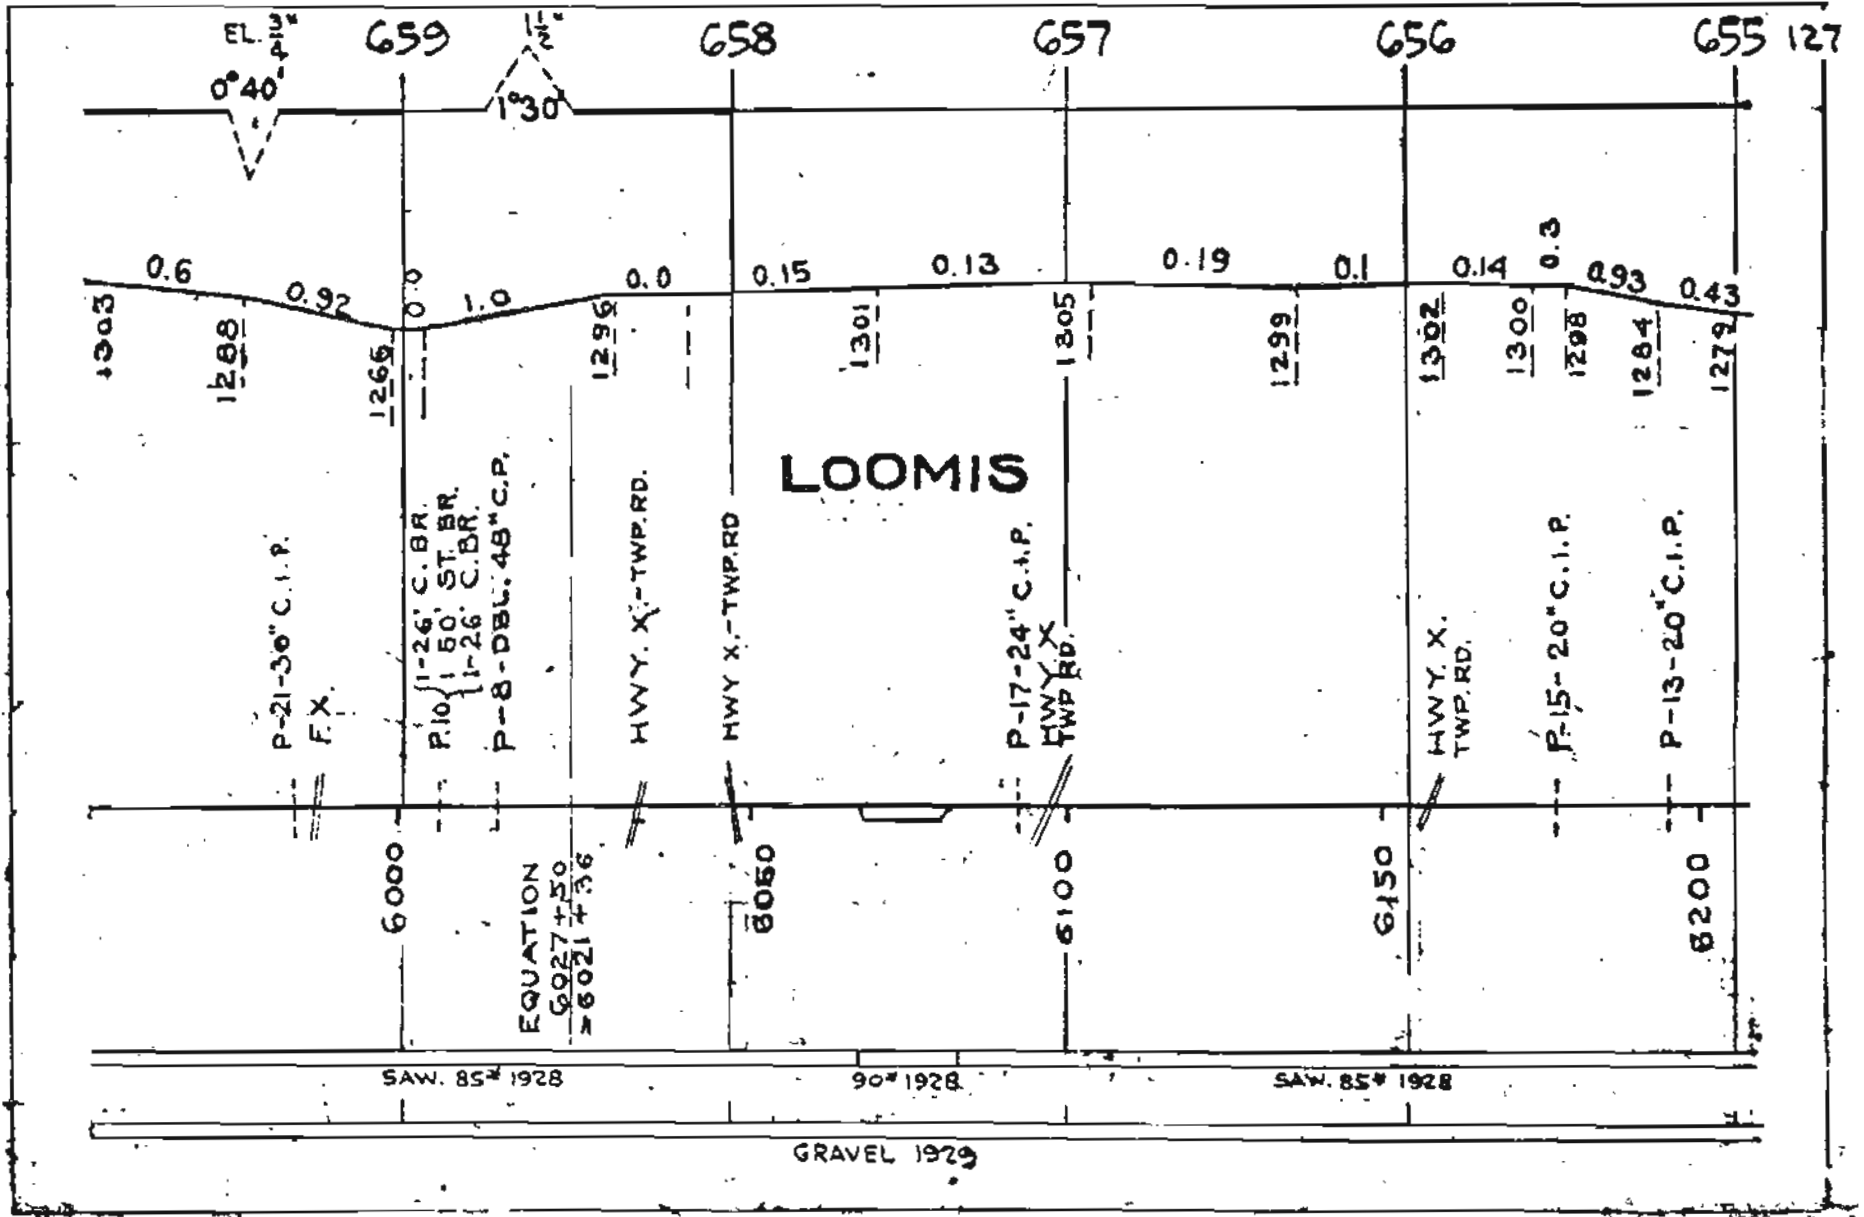 EL. 3/4"
659
1 1/2"
658
657
656
655
127
0°40'
1°30'
0.6
0.92
0.0
1.0
0.0
0.15
0.13
0.19
0.1
0.14
0.3
0.93
0.43
1303
1288
1266
1296
1301
1305
1299
1302
1300
1298
1284
1279
LOOMIS
P-21-30" C.I.P.
F.X.
P.10 {1-26' C. BR.
1 50' ST. BR.
1-26' C. BR.
P-8-DBL. 48" C.P.
HWY. X.-TWP. RD.
HWY X.-TWP. RD
P-17-24" C.I.P.
HWY X
TWP. RD.
HWY. X.
TWP. RD.
P-15-20" C.I.P.
P-13-20" C.I.P.
6000
EQUATION
6027+50
=6021+36
6050
6100
6150
6200
SAW. 85# 1928
90# 1928
SAW. 85# 1928
GRAVEL 1929